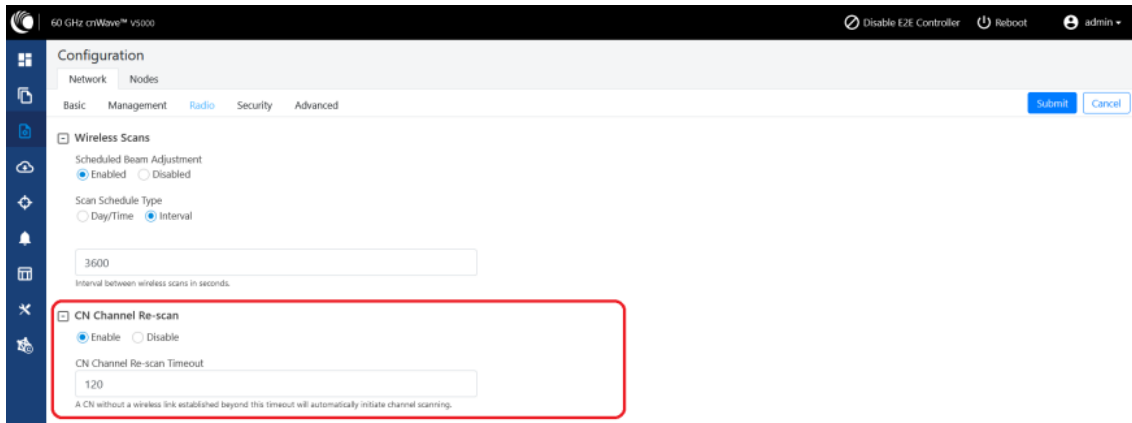 60 GHz cnWave™ V5000 Disable E2E Controller Reboot admin
Configuration
Network Nodes
Basic Management Radio Security Advanced Submit Cancel
Wireless Scans
Scheduled Beam Adjustment
Enabled Disabled
Scan Schedule Type
Day/Time Interval
3600
Interval between wireless scans in seconds.
CN Channel Re-scan
Enable Disable
CN Channel Re-scan Timeout
120
A CN without a wireless link established beyond this timeout will automatically initiate channel scanning.